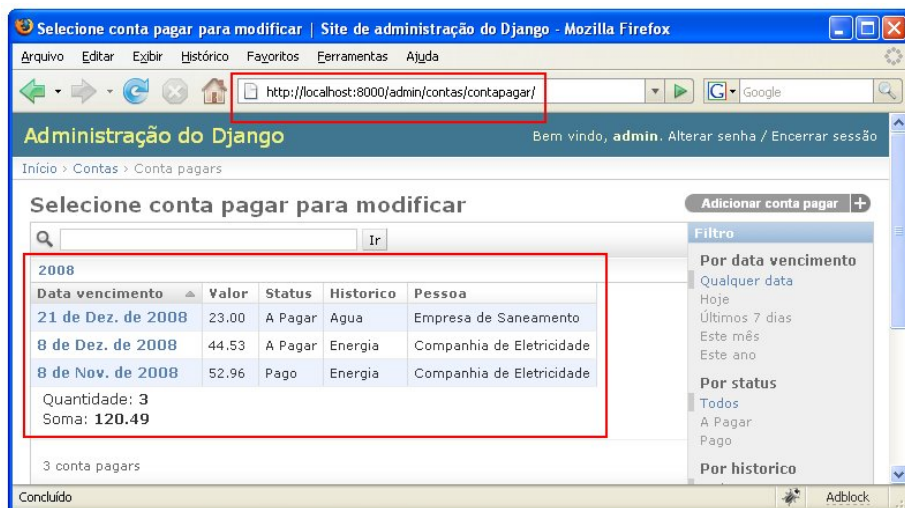 Selecione conta pagar para modificar | Site de administração do Django - Mozilla Firefox
Arquivo Editar Exibir Histórico Favoritos Ferramentas Ajuda
http://localhost:8000/admin/contas/contapagar/
G Google
Administração do Django
Bem vindo, admin. Alterar senha / Encerrar sessão
Início > Contas > Conta pagars
Selecione conta pagar para modificar
Adicionar conta pagar +
Ir
2008
Data vencimento Valor Status Historico Pessoa
21 de Dez. de 2008 23.00 A Pagar Agua Empresa de Saneamento
8 de Dez. de 2008 44.53 A Pagar Energia Companhia de Eletricidade
8 de Nov. de 2008 52.96 Pago Energia Companhia de Eletricidade
Quantidade: 3
Soma: 120.49
3 conta pagars
Filtro
Por data vencimento
Qualquer data
Hoje
Últimos 7 dias
Este mês
Este ano
Por status
Todos
A Pagar
Pago
Por historico
Concluído
Adblock